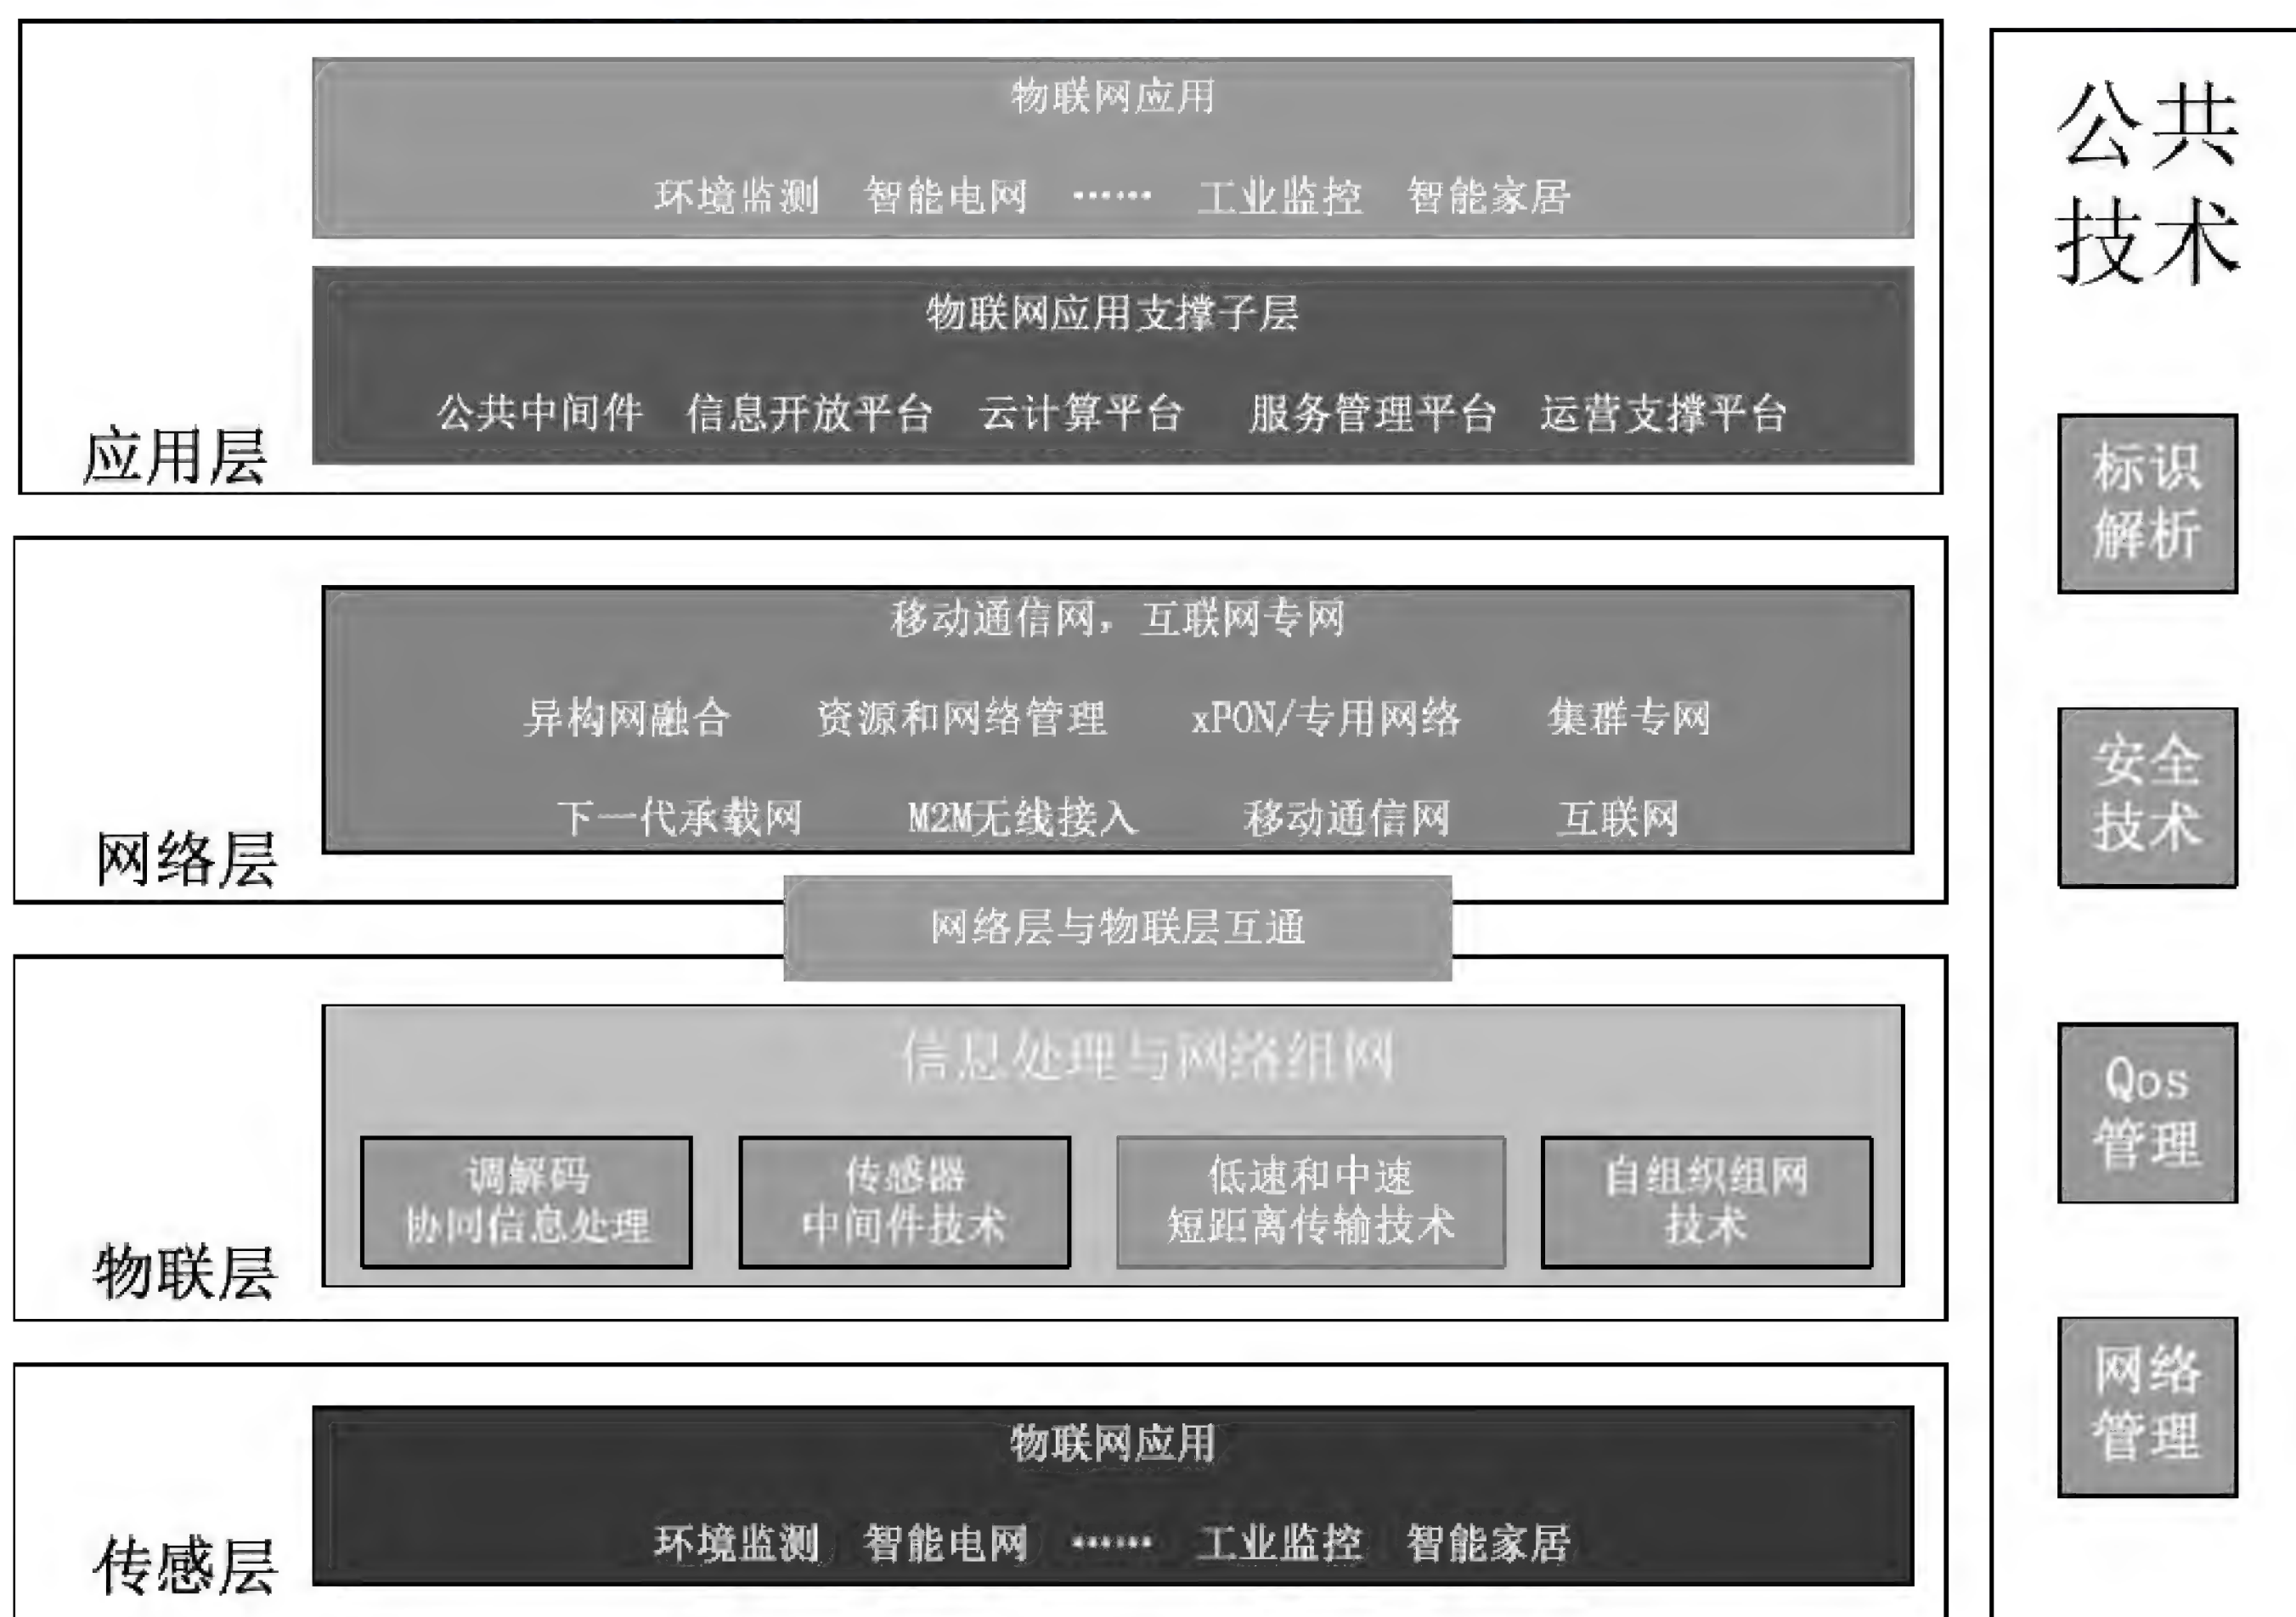 物联网应用
环境监测 智能电网 …… 工业监控 智能家居
物联网应用支撑子层
公共中间件 信息开放平台 云计算平台 服务管理平台 运营支撑平台
应用层
移动通信网，互联网专网
异构网融合 资源和网络管理 xPON/专用网络 集群专网
下一代承载网 M2M无线接入 移动通信网 互联网
网络层
网络层与物联层互通
信息处理与网络组网
调解码
协同信息处理
传感器
中间件技术
低速和中速
短距离传输技术
自组织组网
技术
物联层
物联网应用
环境监测 智能电网 …… 工业监控 智能家居
传感层
公共
技术
标识
解析
安全
技术
Qos
管理
网络
管理